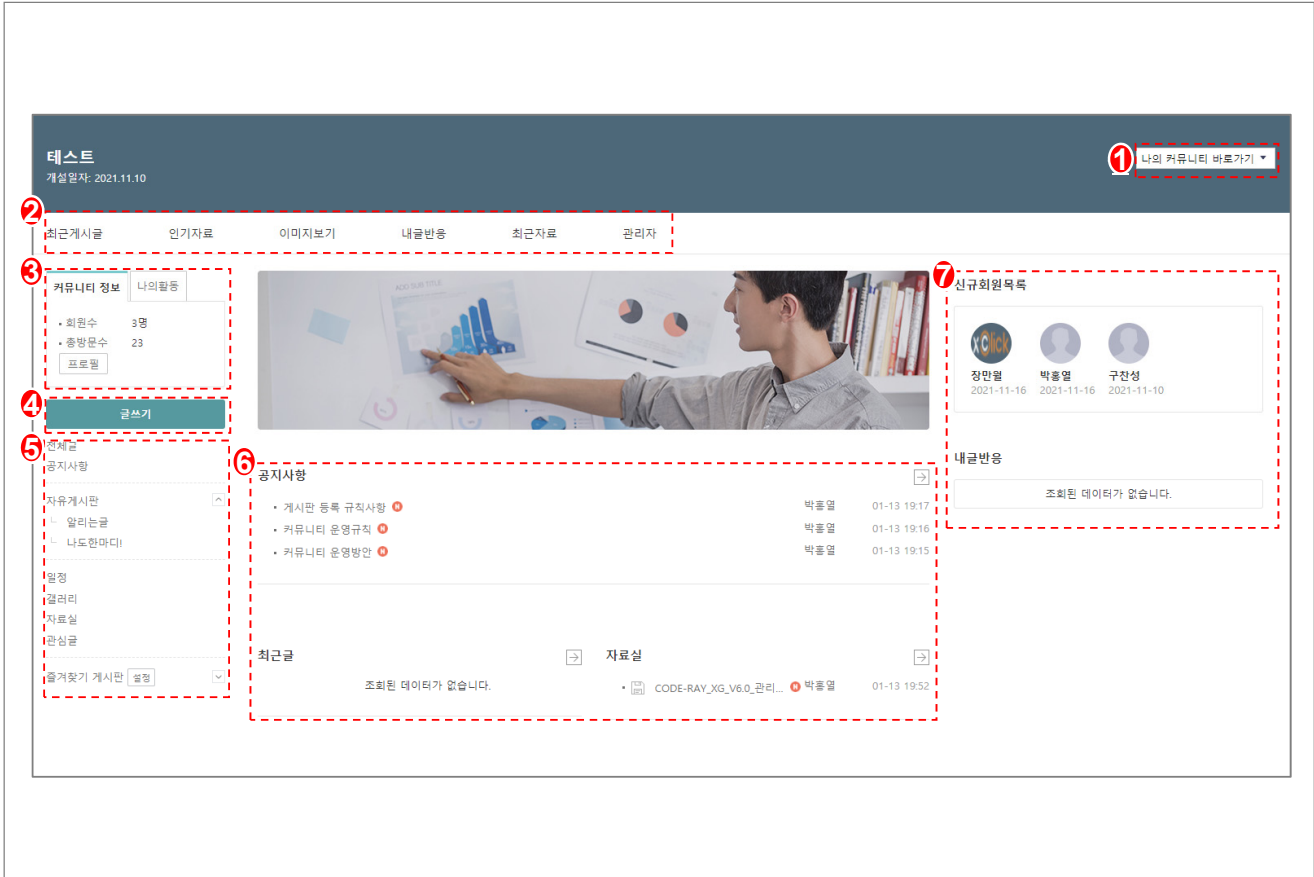 테스트
개설일자: 2021.11.10
1
나의 커뮤니티 바로가기
2
최근게시글 인기자료 이미지보기 내글반응 최근자료 관리자
3
커뮤니티 정보 나의활동
회원수 3명
총방문수 23
프로필
4
글쓰기
5
전체글
공지사항
자유게시판
알리는글
나도한마디!
일정
갤러리
자료실
관심글
즐겨찾기 게시판 설정
ADD SUB TITLE
6
공지사항
게시판 등록 규칙사항 N 박홍열 01-13 19:17
커뮤니티 운영규칙 N 박홍열 01-13 19:16
커뮤니티 운영방안 N 박홍열 01-13 19:15
최근글
조회된 데이터가 없습니다.
자료실
CODE-RAY_XG_V6.0_관리... N 박홍열 01-13 19:52
7
신규회원목록
xClick
장만월 박홍열 구찬성
2021-11-16 2021-11-16 2021-11-10
내글반응
조회된 데이터가 없습니다.